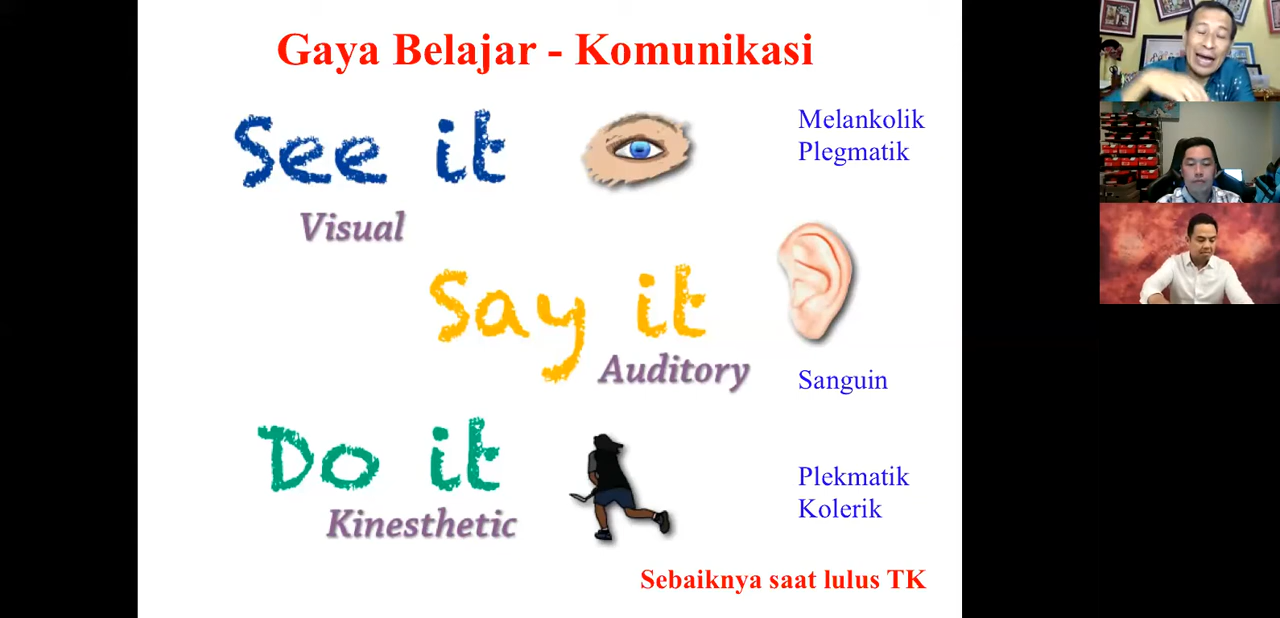 Gaya Belajar - Komunikasi
See it
Visual
Melankolik
Plegmatik
Say it
Auditory
Sanguin
Do it
Kinesthetic
Plekmatik
Kolerik
Sebaiknya saat lulus TK